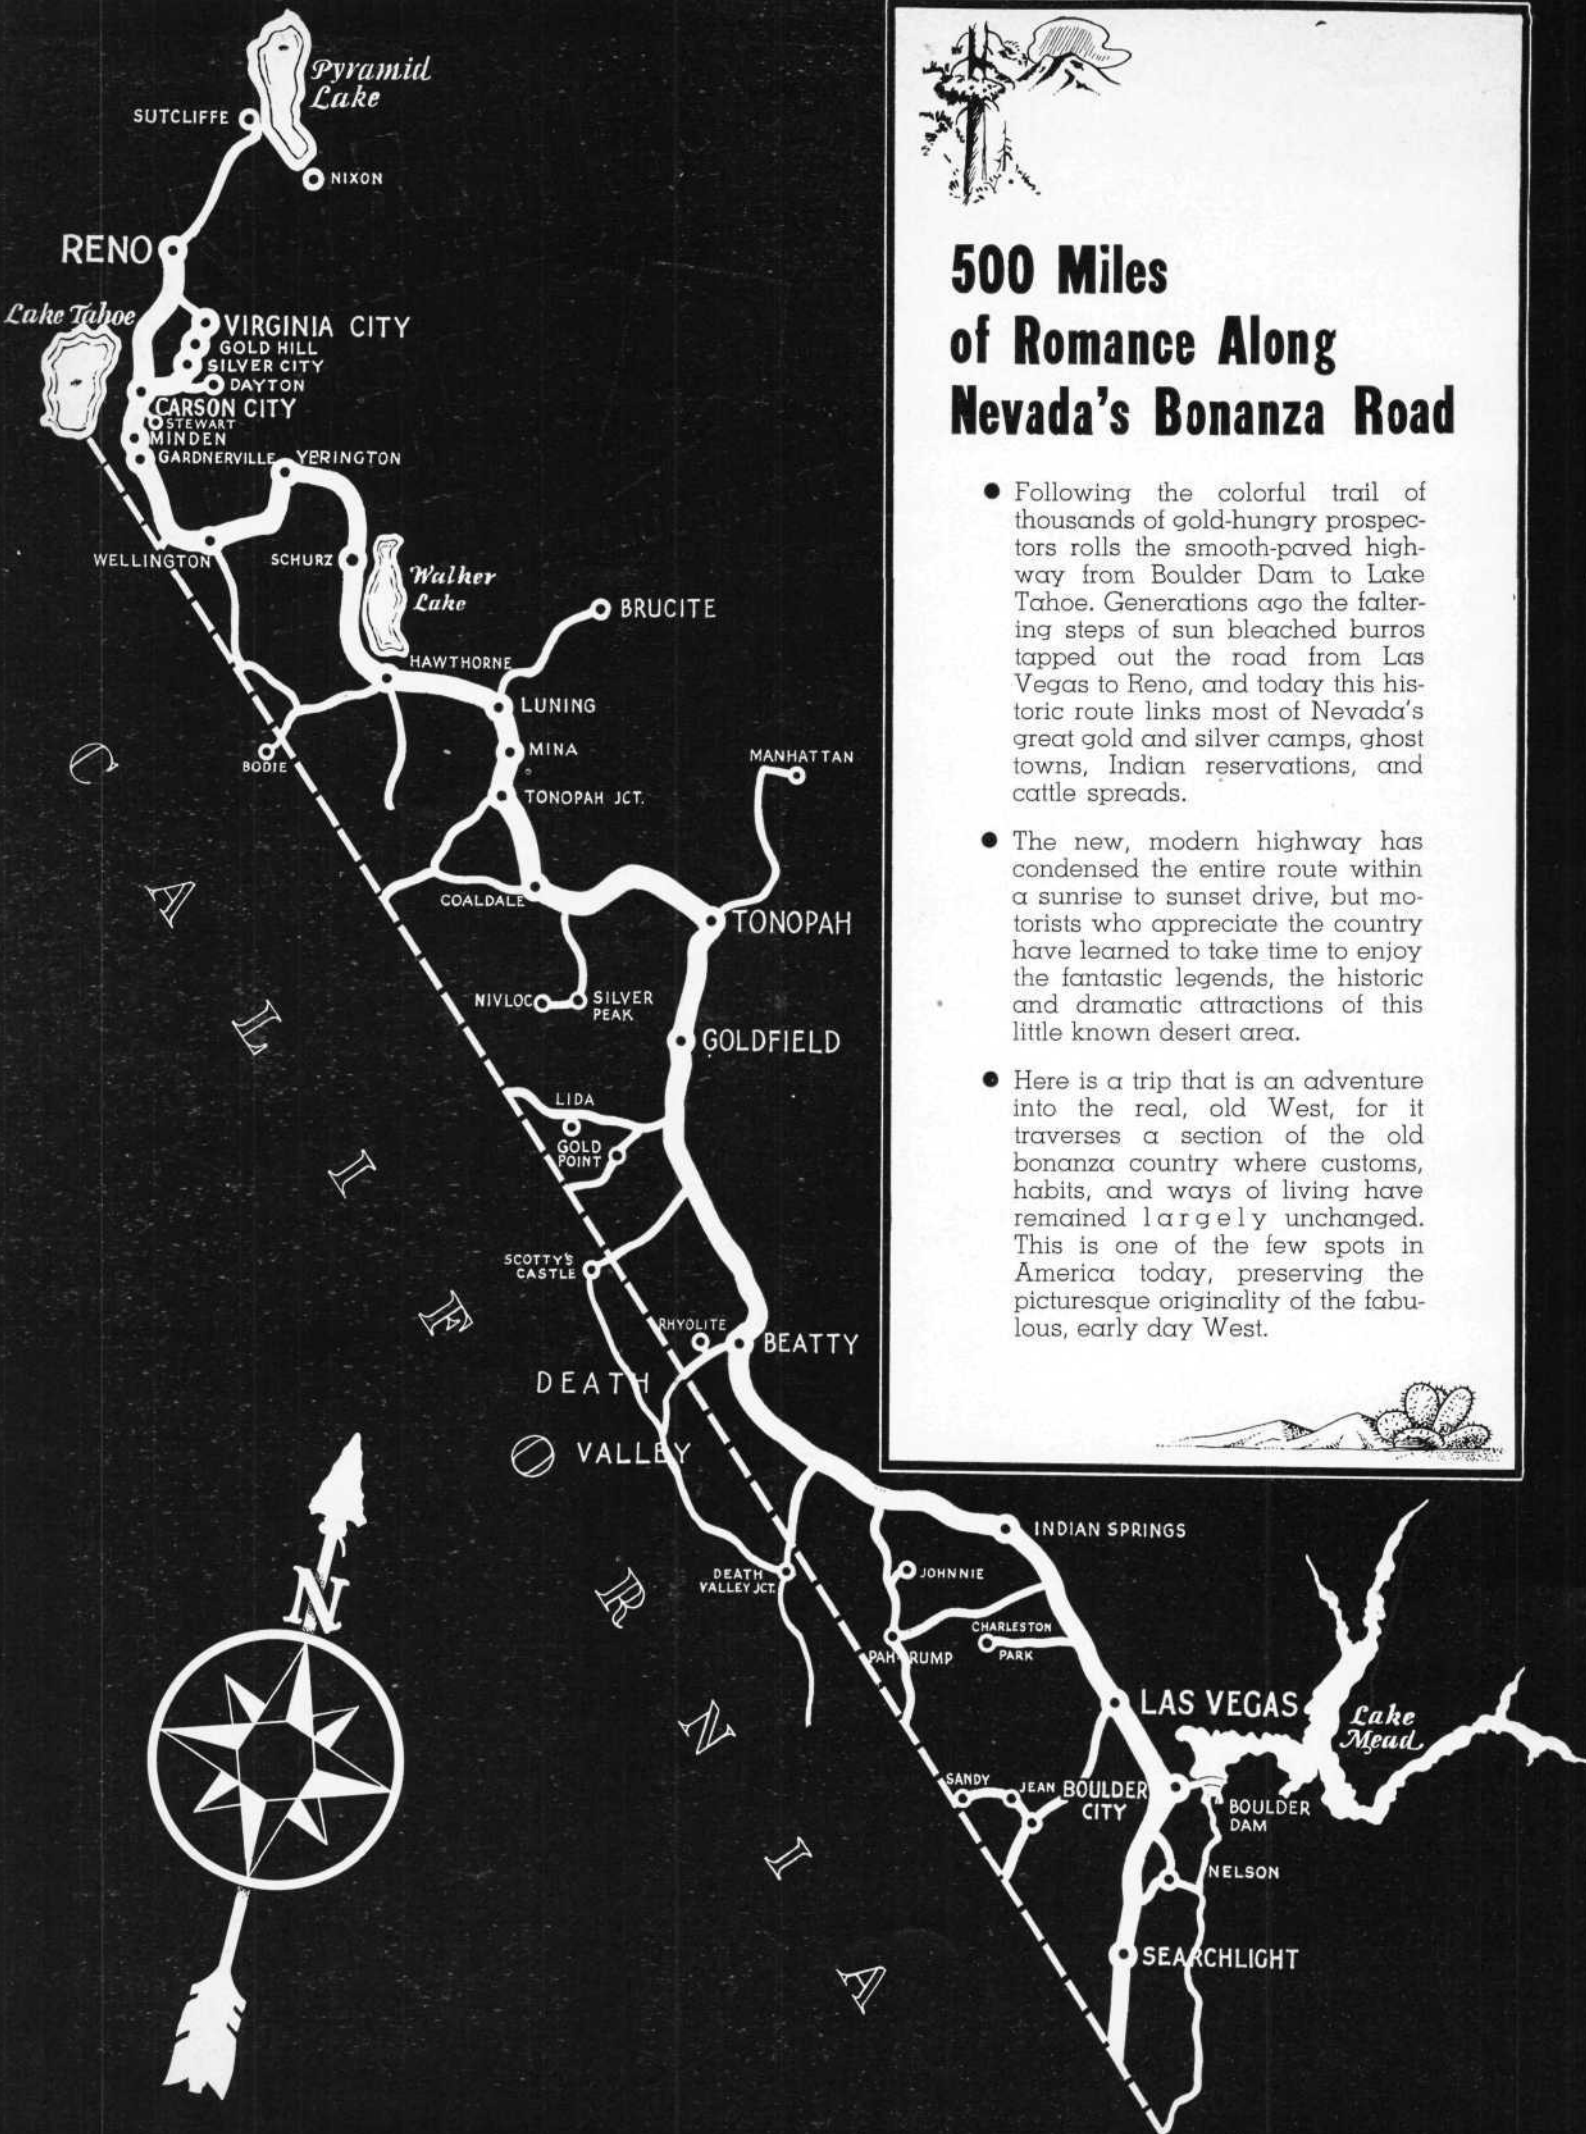 Pyramid
Lake
SUTCLIFFE
NIXON
RENO
Lake Tahoe
VIRGINIA CITY
GOLD HILL
SILVER CITY
DAYTON
CARSON CITY
STEWART
MINDEN
GARDNERVILLE
YERINGTON
WELLINGTON
SCHURZ
Walker
Lake
BRUCITE
HAWTHORNE
LUNING
MINA
BODIE
MANHATTAN
TONOPAH JCT.
COALDALE
TONOPAH
NIVLOC
SILVER
PEAK
GOLDFIELD
LIDA
GOLD
POINT
SCOTTY'S
CASTLE
RHYOLITE
BEATTY
DEATH
VALLEY
INDIAN SPRINGS
DEATH
VALLEY JCT.
JOHNNIE
CHARLESTON
PARK
PAHRUMP
LAS VEGAS
Lake
Mead
SANDY
JEAN
BOULDER
CITY
BOULDER
DAM
NELSON
SEARCHLIGHT
CALIFORNIA
N
500 Miles
of Romance Along
Nevada's Bonanza Road
● Following the colorful trail of
thousands of gold-hungry prospec-
tors rolls the smooth-paved high-
way from Boulder Dam to Lake
Tahoe. Generations ago the falter-
ing steps of sun bleached burros
tapped out the road from Las
Vegas to Reno, and today this his-
toric route links most of Nevada's
great gold and silver camps, ghost
towns, Indian reservations, and
cattle spreads.
● The new, modern highway has
condensed the entire route within
a sunrise to sunset drive, but mo-
torists who appreciate the country
have learned to take time to enjoy
the fantastic legends, the historic
and dramatic attractions of this
little known desert area.
● Here is a trip that is an adventure
into the real, old West, for it
traverses a section of the old
bonanza country where customs,
habits, and ways of living have
remained largely unchanged.
This is one of the few spots in
America today, preserving the
picturesque originality of the fabu-
lous, early day West.